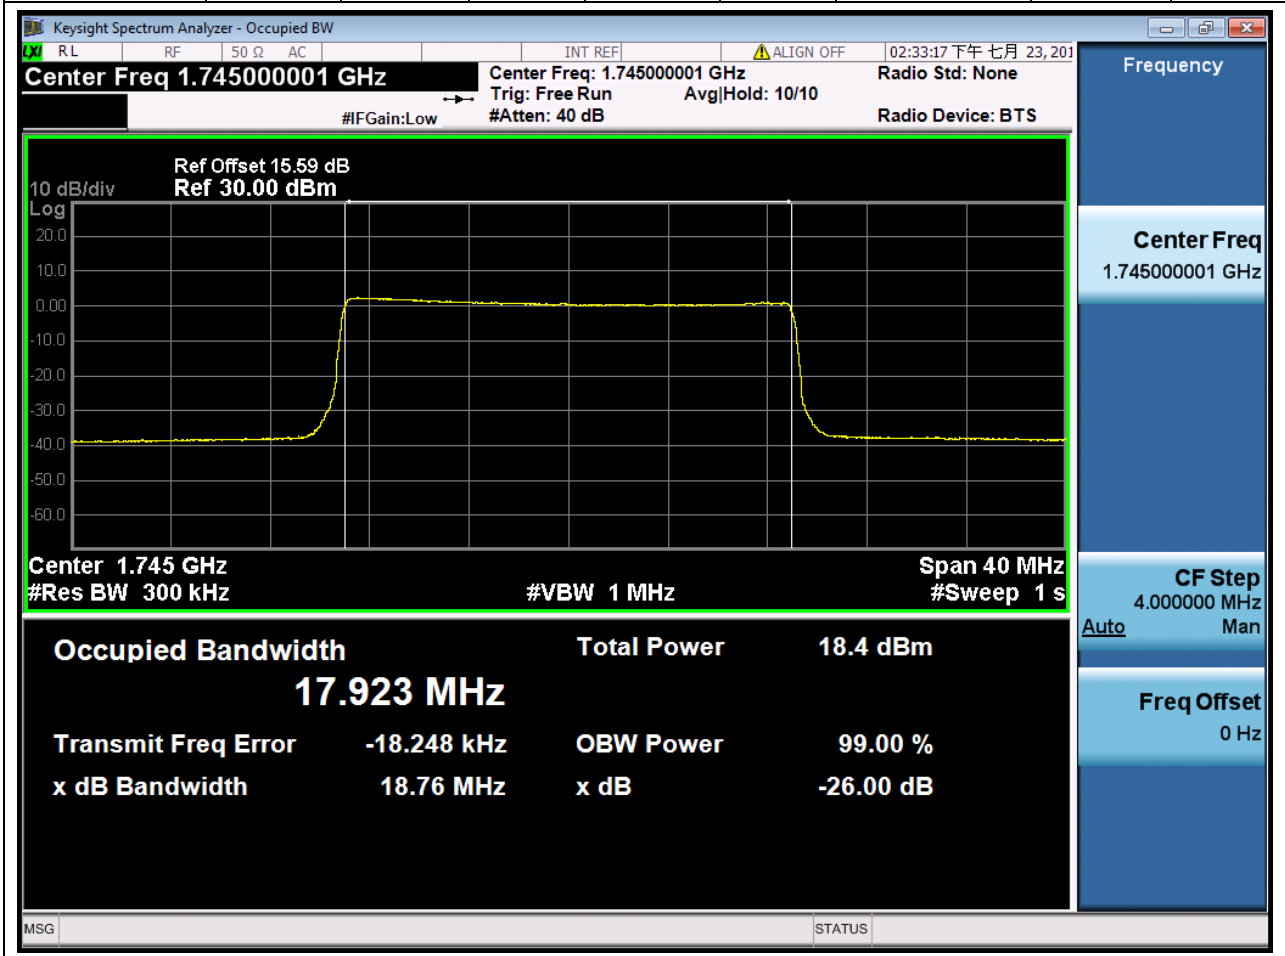 Keysight Spectrum Analyzer - Occupied BW
LXI RL RF 50 Ω AC INT REF ALIGN OFF 02:33:17 下午 七月 23, 201
Center Freq 1.745000001 GHz
Center Freq: 1.745000001 GHz Radio Std: None
Trig: Free Run Avg|Hold: 10/10
#IFGain:Low #Atten: 40 dB Radio Device: BTS
Ref Offset 15.59 dB
10 dB/div Ref 30.00 dBm
Log
20.0
10.0
0.00
-10.0
-20.0
-30.0
-40.0
-50.0
-60.0
Center 1.745 GHz Span 40 MHz
#Res BW 300 kHz #VBW 1 MHz #Sweep 1 s
Occupied Bandwidth Total Power 18.4 dBm
17.923 MHz
Transmit Freq Error -18.248 kHz OBW Power 99.00 %
x dB Bandwidth 18.76 MHz x dB -26.00 dB
MSG STATUS
Frequency
Center Freq
1.745000001 GHz
CF Step
4.000000 MHz
Auto Man
Freq Offset
0 Hz